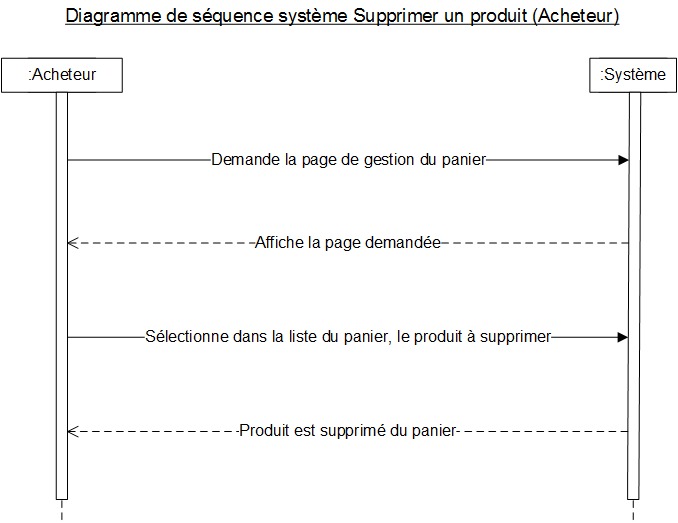 Diagramme de séquence système Supprimer un produit (Acheteur)
:Acheteur
:Système
Demande la page de gestion du panier
Affiche la page demandée
Sélectionne dans la liste du panier, le produit à supprimer
Produit est supprimé du panier